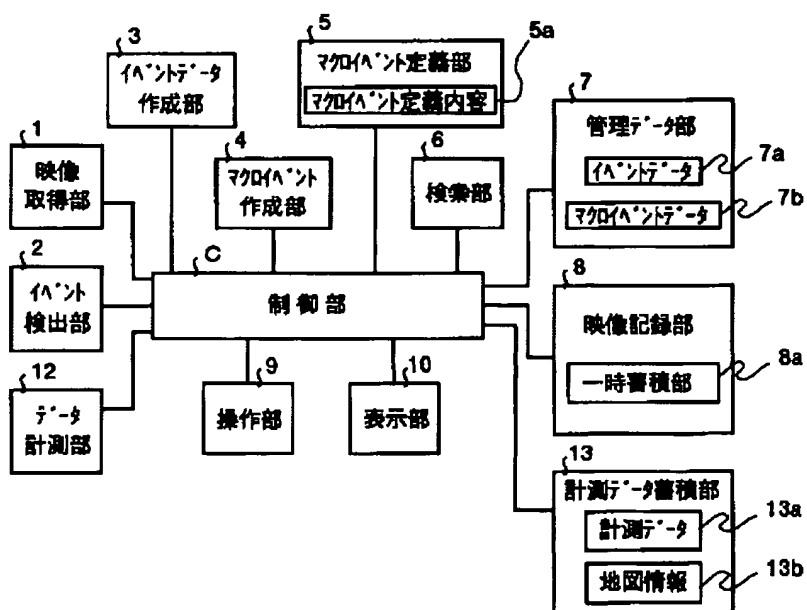 3
イベントデータ
作成部
5
マクロイベント定義部
マクロイベント定義内容
5a
1
映像
取得部
4
マクロイベント
作成部
6
検索部
7
管理データ部
イベントデータ
7a
マクロイベントデータ
7b
2
イベント
検出部
C
制御部
8
映像記録部
一時蓄積部
8a
12
データ
計測部
9
操作部
10
表示部
13
計測データ蓄積部
計測データ
13a
地図情報
13b